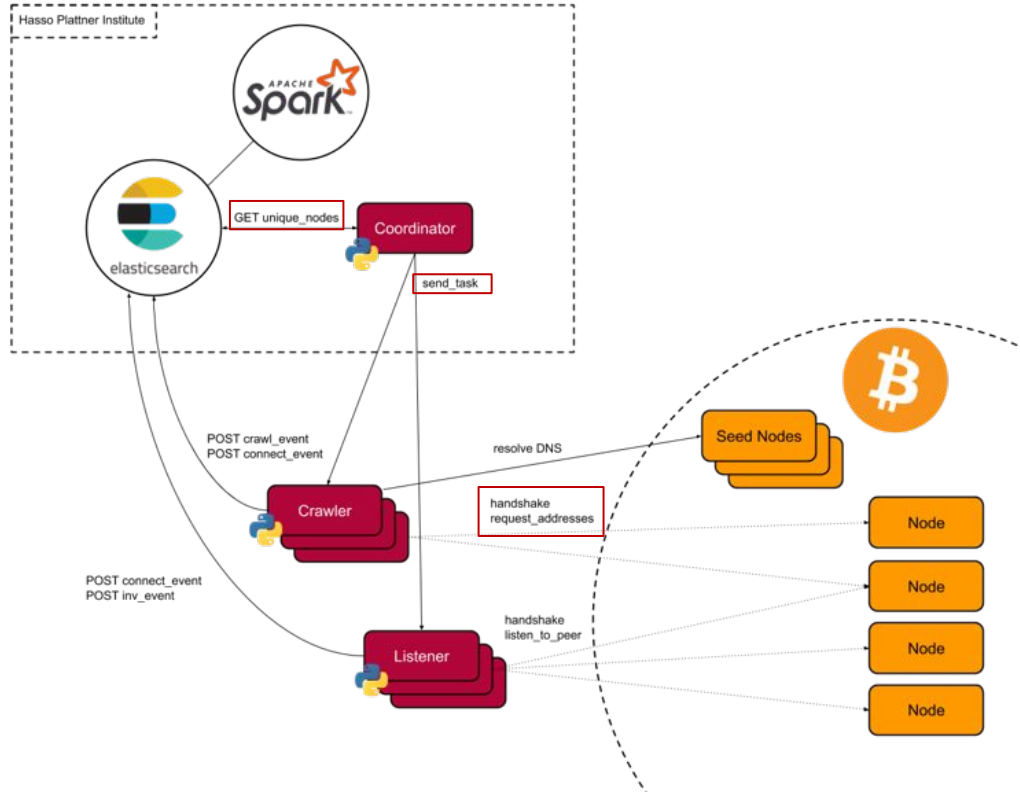 Hasso Plattner Institute
APACHE
Spark
elasticsearch
GET unique_nodes
Coordinator
send_task
POST crawl_event
POST connect_event
resolve DNS
Seed Nodes
Crawler
handshake
request_addresses
Node
Node
POST connect_event
POST inv_event
handshake
listen_to_peer
Listener
Node
Node